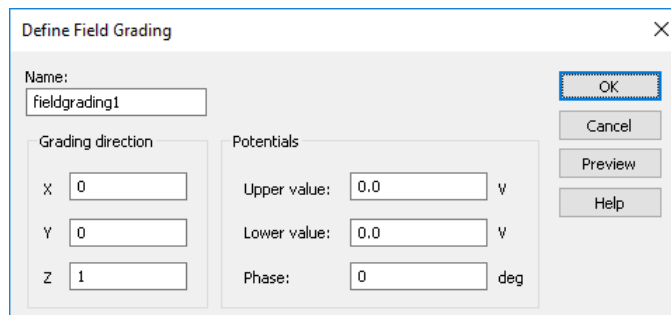 Define Field Grading
Name:
fieldgrading1
OK
Cancel
Preview
Help
Grading direction
X 0
Y 0
Z 1
Potentials
Upper value: 0.0 V
Lower value: 0.0 V
Phase: 0 deg